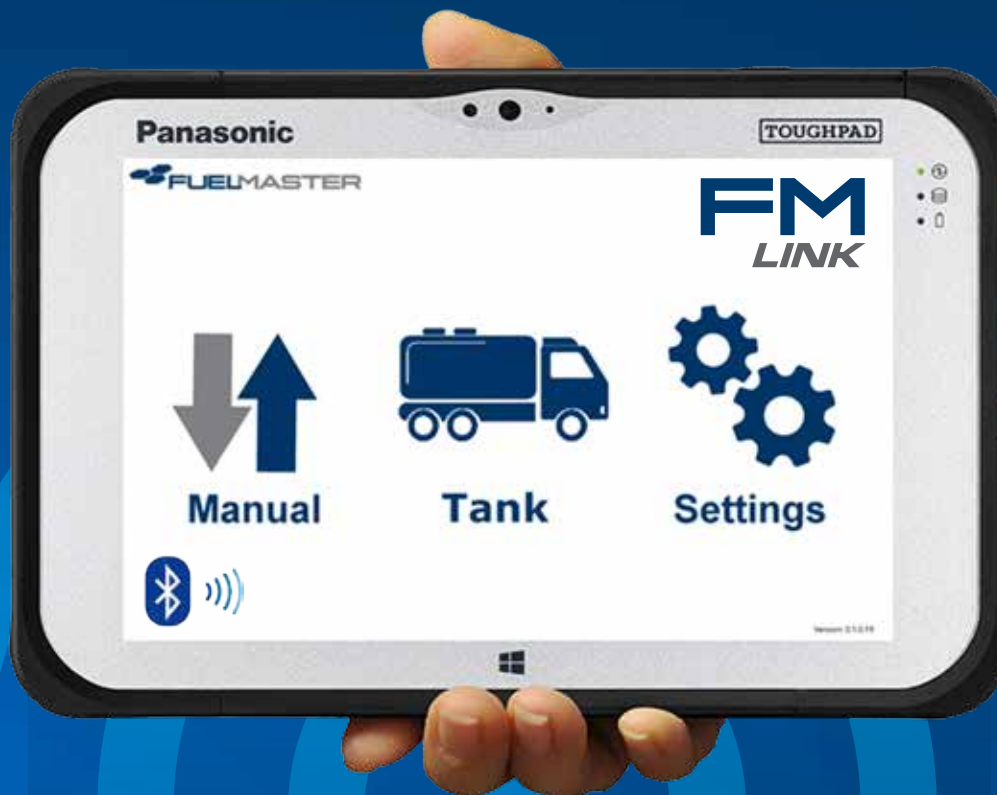 Panasonic
TOUGHPAD
FUELMASTER
FM
LINK
Manual
Tank
Settings